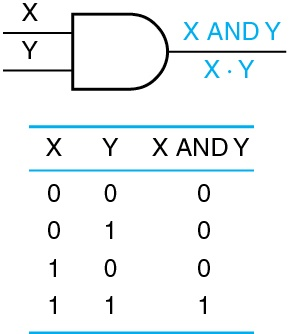 X
Y
X AND Y
X · Y
X Y X AND Y
0 0 0
0 1 0
1 0 0
1 1 1